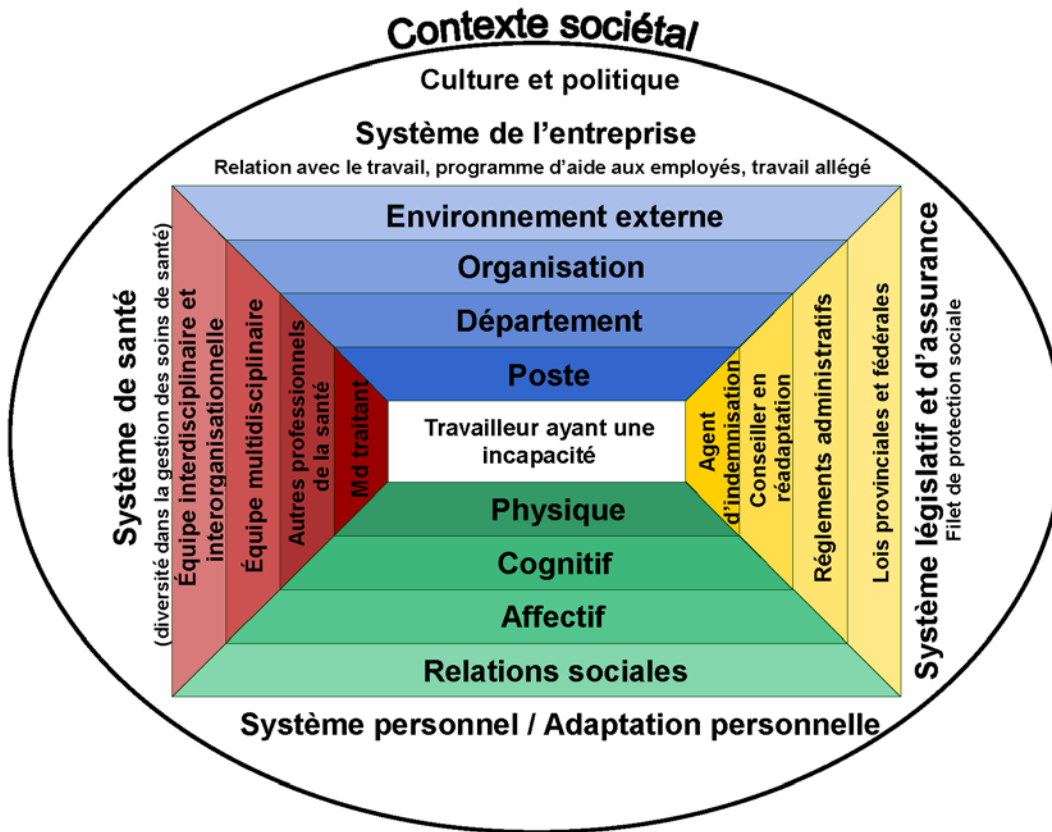 Contexte sociétal
Culture et politique
Système de l'entreprise
Relation avec le travail, programme d'aide aux employés, travail allégé
Environnement externe
Organisation
Département
Poste
Système de santé
(diversité dans la gestion des soins de santé)
Équipe interdisciplinaire et
interorganisationnelle
Équipe multidisciplinaire
Autres professionnels
de la santé
Md traitant
Travailleur ayant une
incapacité
Agent
d'indemnisation
Conseiller en
réadaptation
Réglements administratifs
Lois provinciales et fédérales
Système législatif et d'assurance
Filet de protection sociale
Physique
Cognitif
Affectif
Relations sociales
Système personnel / Adaptation personnelle